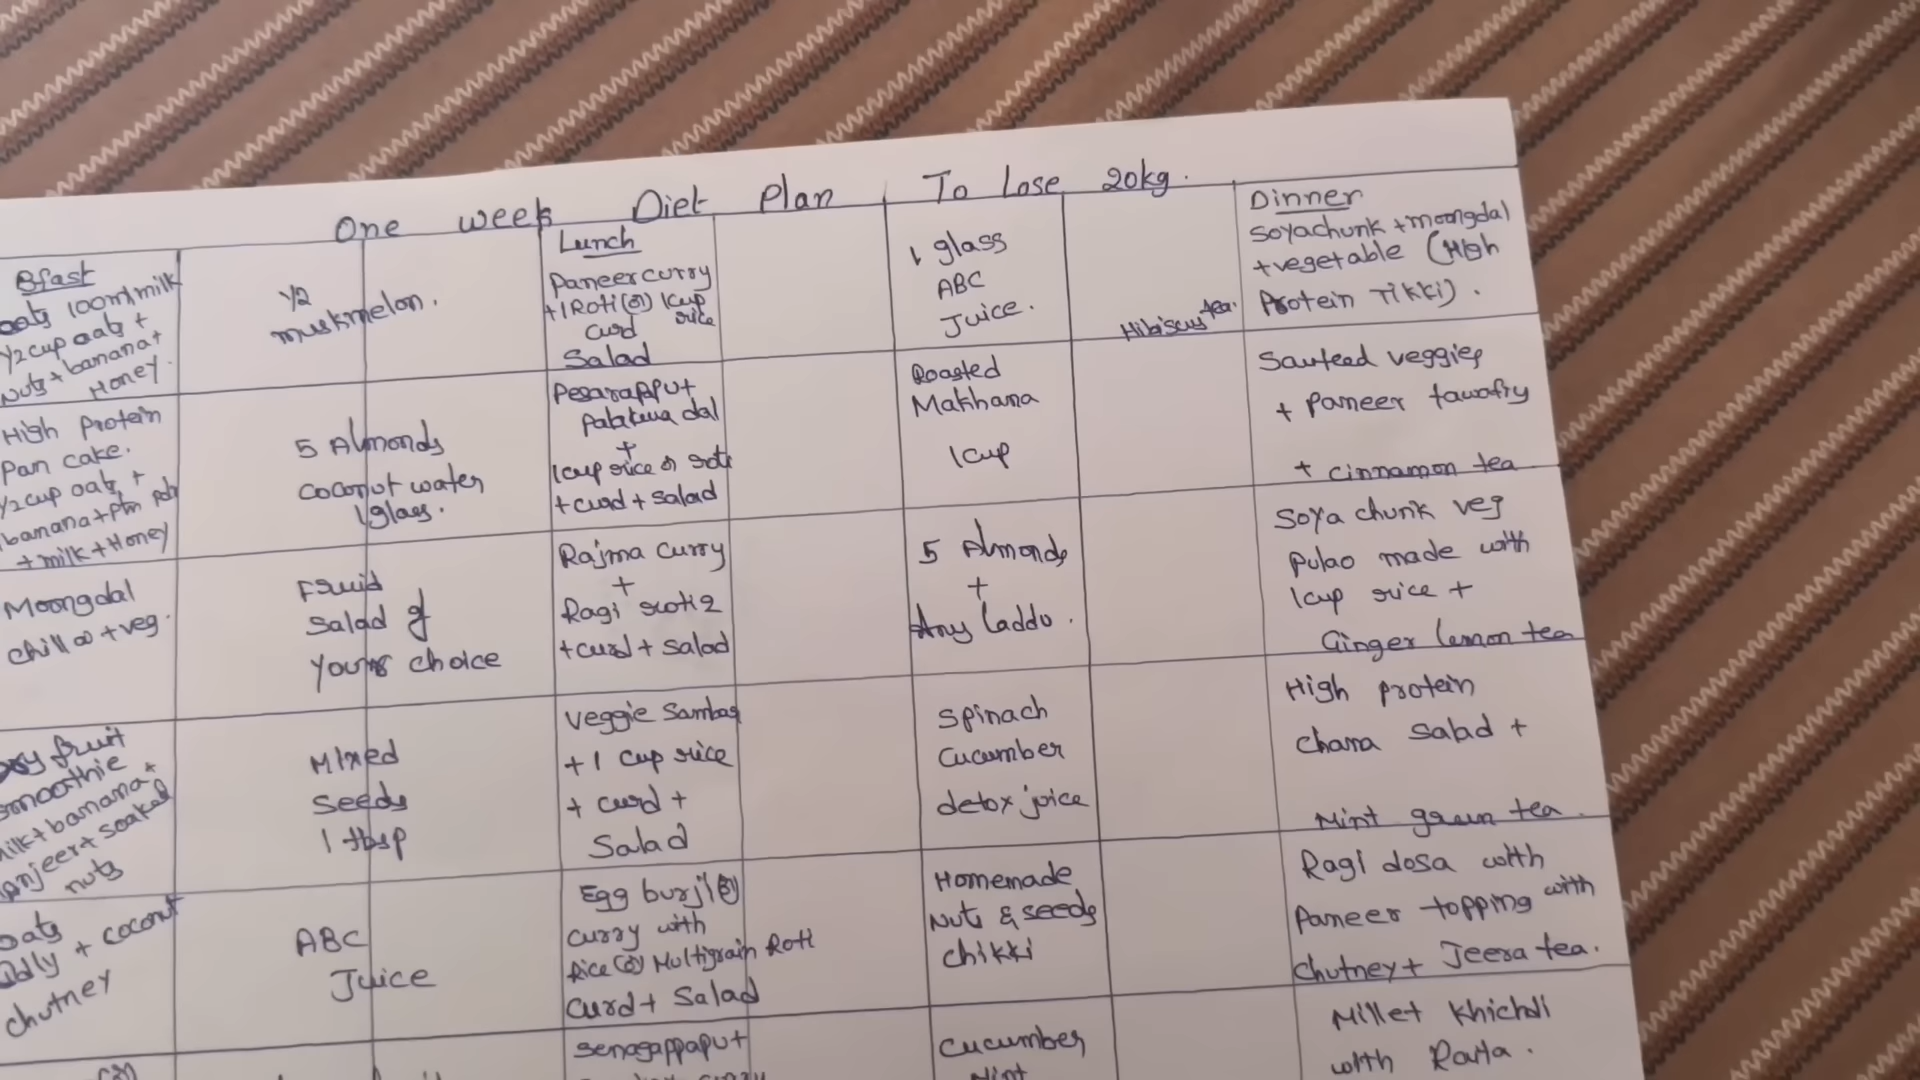 One week Diet Plan To Lose 20kg.
Bfast
oats 100ml milk
1/2 cup oats +
nuts + banana +
Honey.
1/2
muskmelon.
Lunch
Paneer curry
+ 1 Roti (or) 1 cup rice
curd
Salad
1 glass
ABC
Juice.
Hibiscus tea.
Dinner
Soyachunk + moongdal
+ vegetable (High
Protein Tikki).
High Protein
Pan cake.
1/2 cup oats +
banana +
+ milk + Honey
5 Almonds
coconut water
1 glass.
Pesarappu +
dal
+
1 cup rice or roti
+ curd + salad
Roasted
Makhana
1 cup
Sauteed veggies
+ Paneer tawafry
+ cinnamon tea
Moongdal
chilla + veg.
Fruid
Salad of
your choice
Rajma curry
+
Ragi roti 2
+ curd + salad
5 Almonds
+
Any laddu.
Soya chunk veg
Pulao made with
1 cup rice +
Ginger lemon tea
fruit
smoothie
milk + banana +
anjeer + soaked
nuts
Mixed
Seeds
1 tbsp
Veggie Sambar
+ 1 cup rice
+ curd +
Salad
Spinach
Cucumber
detox juice
High protein
chana salad +
Mint green tea.
oats
idly + coconut
chutney
ABC
Juice
Egg burji (or)
curry with
Rice (or) Multigrain Roti
curd + Salad
Homemade
Nuts & seeds
chikki
Ragi dosa with
Paneer topping with
chutney + Jeera tea.
Senagappapu +
Cucumber
Mint
Millet Khichdi
with Raita.